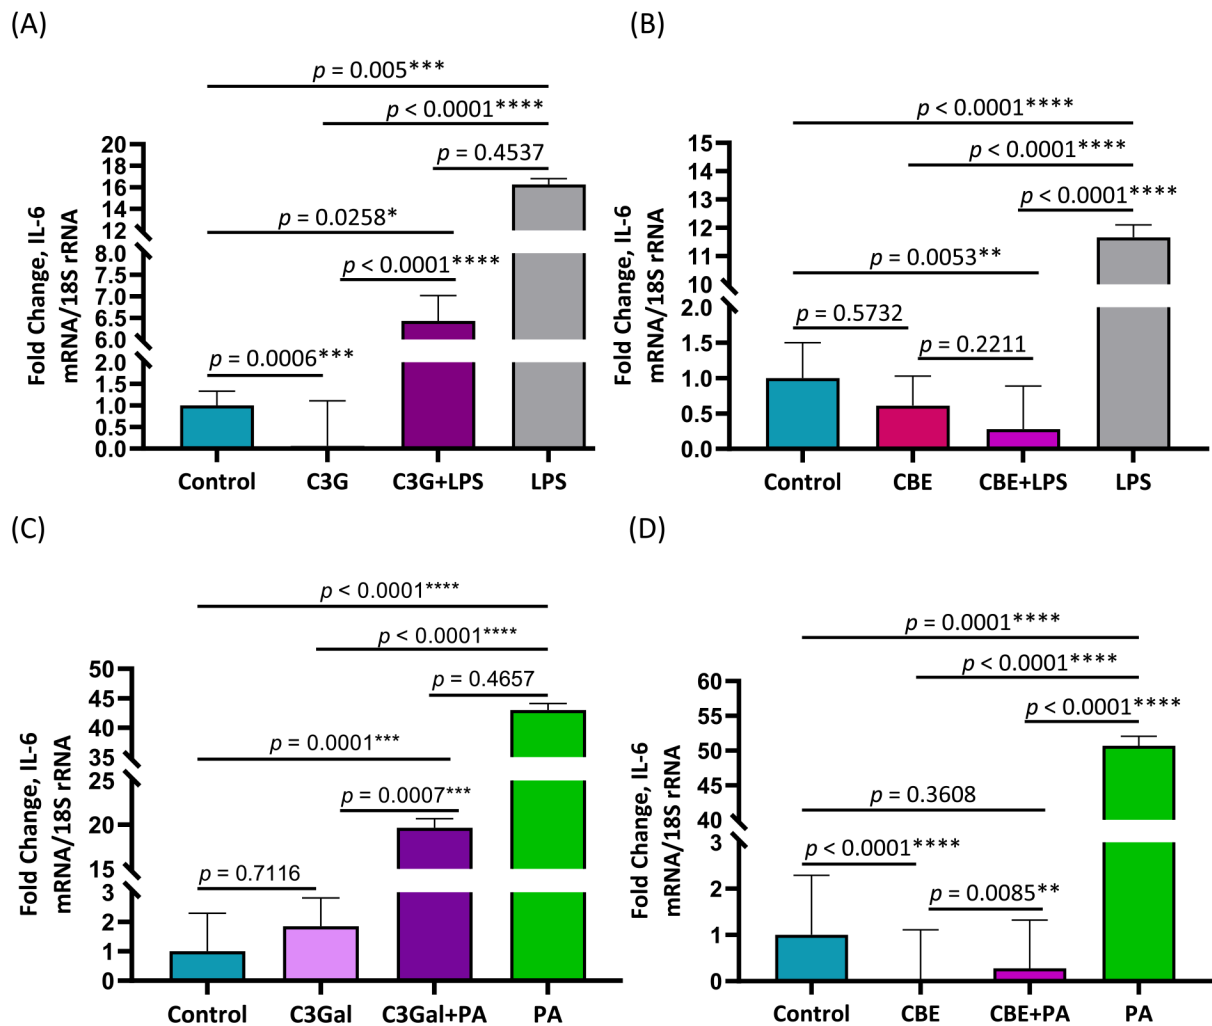 (A)
p = 0.005***
p < 0.0001****
p = 0.4537
p = 0.0258*
p < 0.0001****
p = 0.0006***
Fold Change, IL-6
mRNA/18S rRNA
20
18
16
14
12
8.0
7.5
7.0
6.5
6.0
2.0
1.5
1.0
0.5
0.0
Control C3G C3G+LPS LPS
(B)
p < 0.0001****
p < 0.0001****
p < 0.0001****
p = 0.0053**
p = 0.5732
p = 0.2211
Fold Change, IL-6
mRNA/18S rRNA
15
14
13
12
11
10
2.0
1.5
1.0
0.5
0.0
Control CBE CBE+LPS LPS
(C)
p < 0.0001****
p < 0.0001****
p = 0.4657
p = 0.0001***
p = 0.0007***
p = 0.7116
Fold Change, IL-6
mRNA/18S rRNA
50
45
40
35
25
20
15
3
2
1
0
Control C3Gal C3Gal+PA PA
(D)
p = 0.0001****
p < 0.0001****
p < 0.0001****
p = 0.3608
p < 0.0001****
p = 0.0085**
Fold Change, IL-6
mRNA/18S rRNA
60
55
50
45
40
3
2
1
0
Control CBE CBE+PA PA